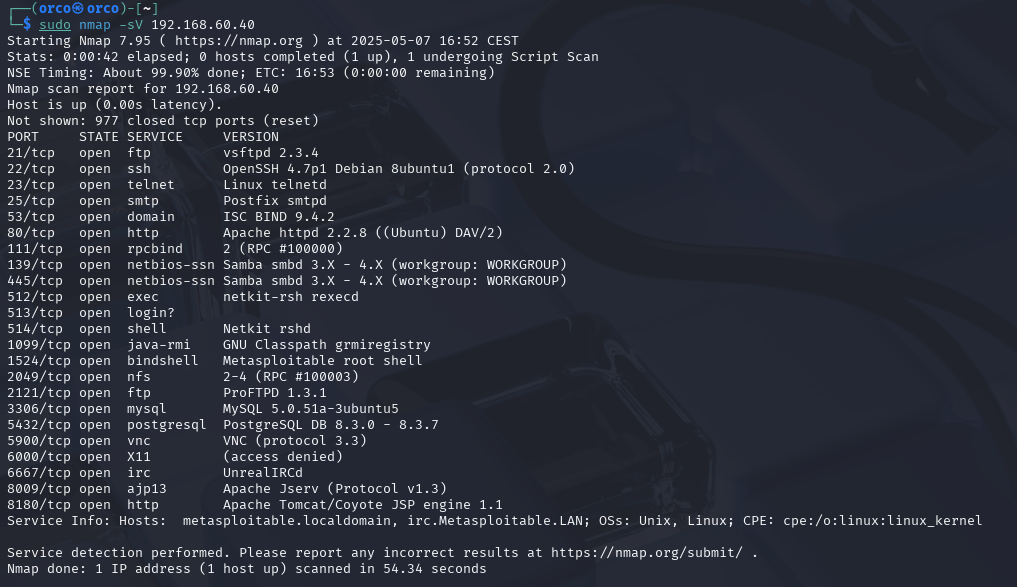 ┌──(orco㉿orco)-[~]
└─$ sudo nmap -sV 192.168.60.40
Starting Nmap 7.95 ( https://nmap.org ) at 2025-05-07 16:52 CEST
Stats: 0:00:42 elapsed; 0 hosts completed (1 up), 1 undergoing Script Scan
NSE Timing: About 99.90% done; ETC: 16:53 (0:00:00 remaining)
Nmap scan report for 192.168.60.40
Host is up (0.00s latency).
Not shown: 977 closed tcp ports (reset)
PORT     STATE SERVICE     VERSION
21/tcp   open  ftp         vsftpd 2.3.4
22/tcp   open  ssh         OpenSSH 4.7p1 Debian 8ubuntu1 (protocol 2.0)
23/tcp   open  telnet      Linux telnetd
25/tcp   open  smtp        Postfix smtpd
53/tcp   open  domain      ISC BIND 9.4.2
80/tcp   open  http        Apache httpd 2.2.8 ((Ubuntu) DAV/2)
111/tcp  open  rpcbind     2 (RPC #100000)
139/tcp  open  netbios-ssn Samba smbd 3.X - 4.X (workgroup: WORKGROUP)
445/tcp  open  netbios-ssn Samba smbd 3.X - 4.X (workgroup: WORKGROUP)
512/tcp  open  exec        netkit-rsh rexecd
513/tcp  open  login?
514/tcp  open  shell       Netkit rshd
1099/tcp open  java-rmi    GNU Classpath grmiregistry
1524/tcp open  bindshell   Metasploitable root shell
2049/tcp open  nfs         2-4 (RPC #100003)
2121/tcp open  ftp         ProFTPD 1.3.1
3306/tcp open  mysql       MySQL 5.0.51a-3ubuntu5
5432/tcp open  postgresql  PostgreSQL DB 8.3.0 - 8.3.7
5900/tcp open  vnc         VNC (protocol 3.3)
6000/tcp open  X11         (access denied)
6667/tcp open  irc         UnrealIRCd
8009/tcp open  ajp13       Apache Jserv (Protocol v1.3)
8180/tcp open  http        Apache Tomcat/Coyote JSP engine 1.1
Service Info: Hosts:  metasploitable.localdomain, irc.Metasploitable.LAN; OSs: Unix, Linux; CPE: cpe:/o:linux:linux_kernel
Service detection performed. Please report any incorrect results at https://nmap.org/submit/ .
Nmap done: 1 IP address (1 host up) scanned in 54.34 seconds